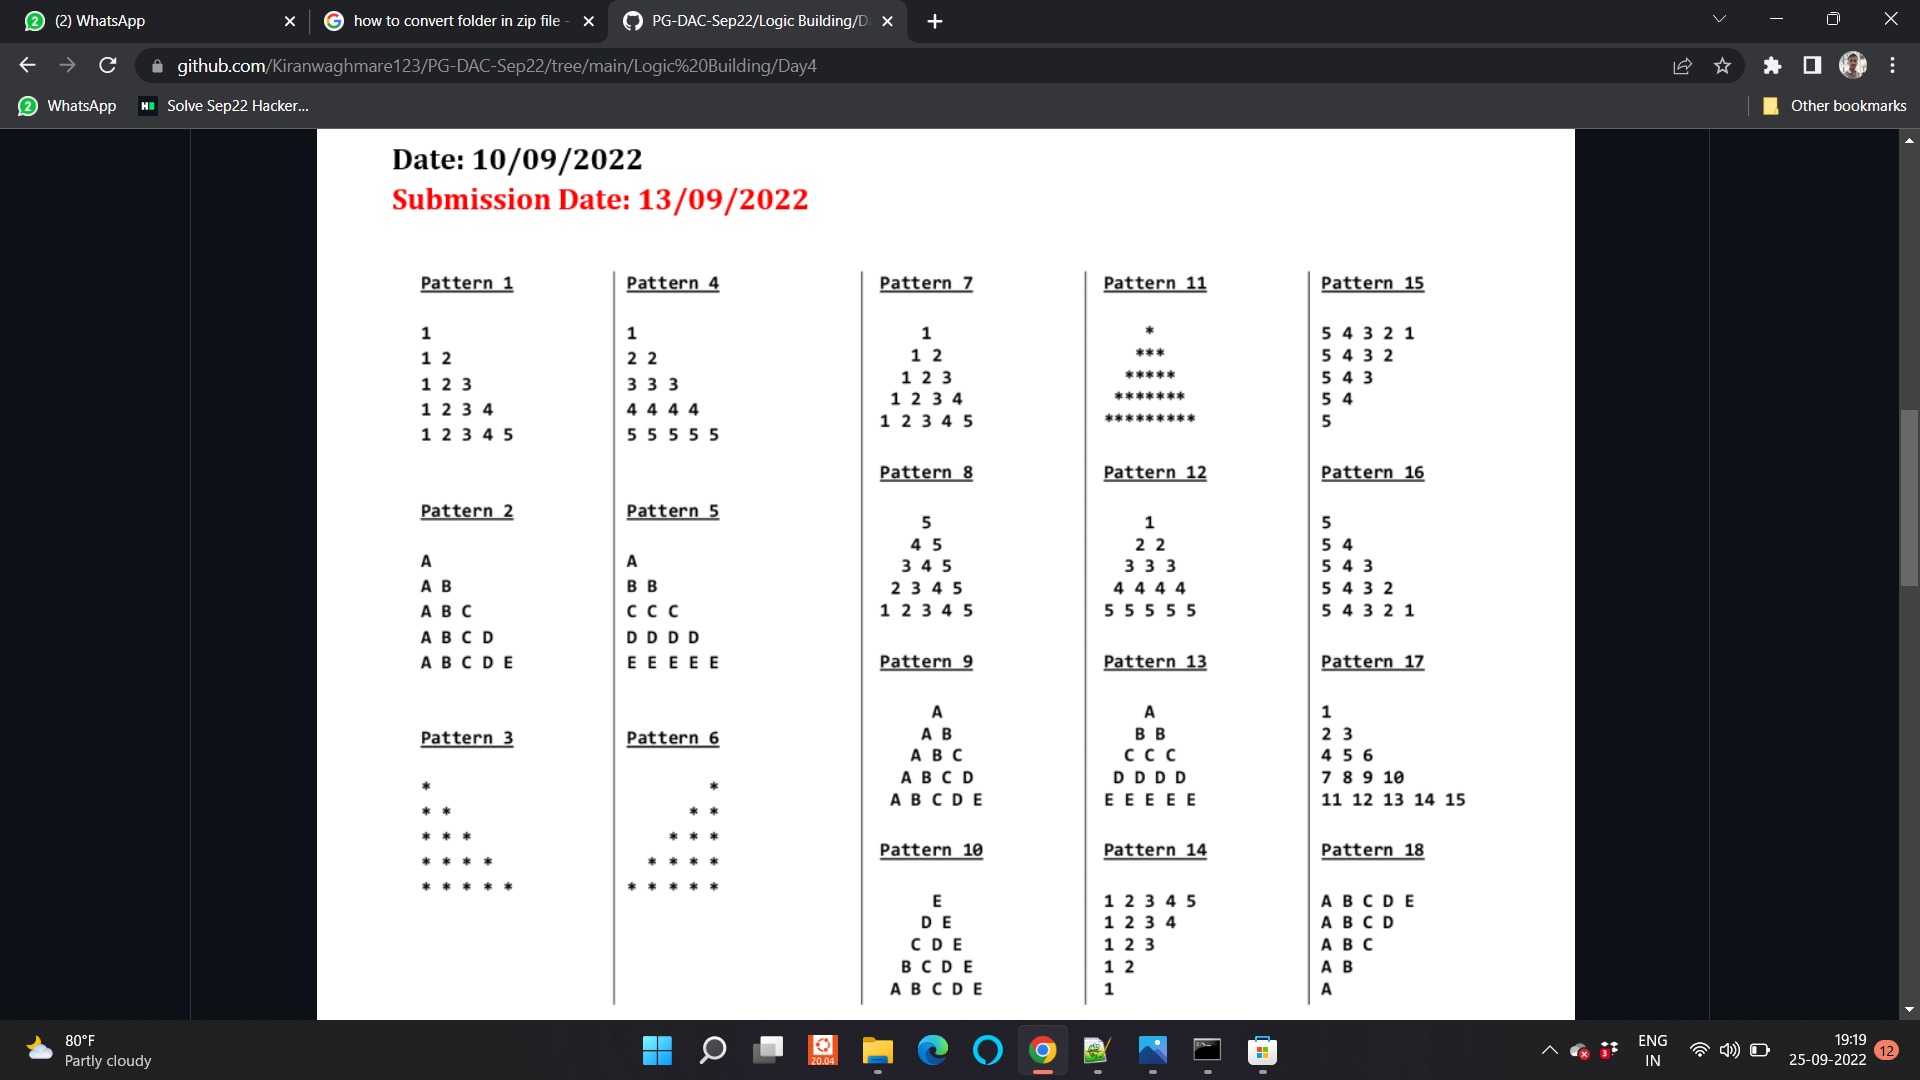 (2) WhatsApp
how to convert folder in zip file -
PG-DAC-Sep22/Logic Building/D
github.com/Kiranwaghmare123/PG-DAC-Sep22/tree/main/Logic%20Building/Day4
2 WhatsApp
Solve Sep22 Hacker...
Other bookmarks
Date: 10/09/2022
Submission Date: 13/09/2022
Pattern 1
1
1 2
1 2 3
1 2 3 4
1 2 3 4 5
Pattern 2
A
A B
A B C
A B C D
A B C D E
Pattern 3
*
* *
* * *
* * * *
* * * * *
Pattern 4
1
2 2
3 3 3
4 4 4 4
5 5 5 5 5
Pattern 5
A
B B
C C C
D D D D
E E E E E
Pattern 6
*
* *
* * *
* * * *
* * * * *
Pattern 7
1
1 2
1 2 3
1 2 3 4
1 2 3 4 5
Pattern 8
5
4 5
3 4 5
2 3 4 5
1 2 3 4 5
Pattern 9
A
A B
A B C
A B C D
A B C D E
Pattern 10
E
D E
C D E
B C D E
A B C D E
Pattern 11
*
***
*****
*******
*********
Pattern 12
1
2 2
3 3 3
4 4 4 4
5 5 5 5 5
Pattern 13
A
B B
C C C
D D D D
E E E E E
Pattern 14
1 2 3 4 5
1 2 3 4
1 2 3
1 2
1
Pattern 15
5 4 3 2 1
5 4 3 2
5 4 3
5 4
5
Pattern 16
5
5 4
5 4 3
5 4 3 2
5 4 3 2 1
Pattern 17
1
2 3
4 5 6
7 8 9 10
11 12 13 14 15
Pattern 18
A B C D E
A B C D
A B C
A B
A
80°F
Partly cloudy
20.04
3
ENG
IN
19:19
25-09-2022
12